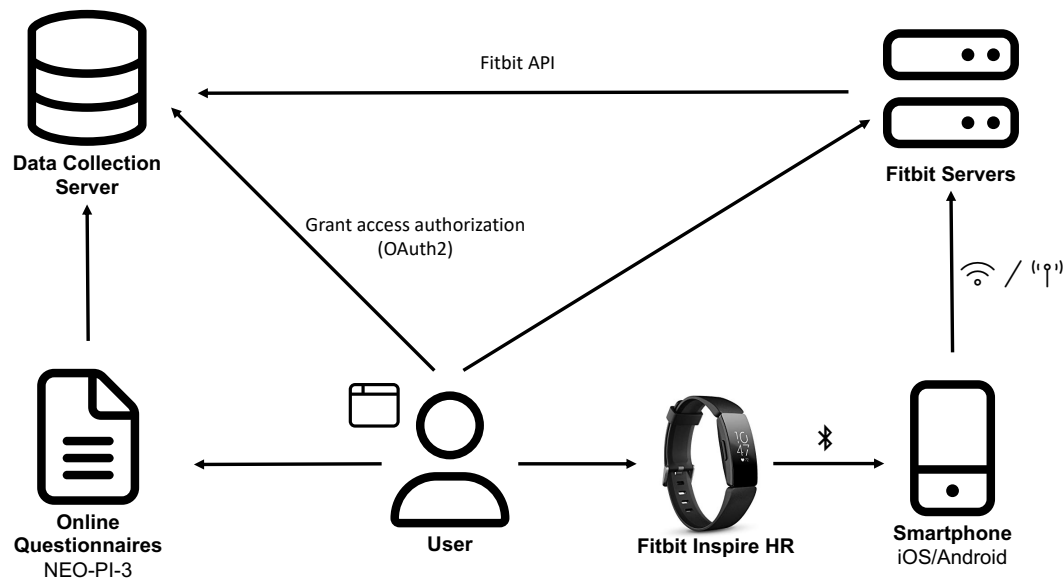 Fitbit API
Data Collection
Server
Fitbit Servers
Grant access authorization
(OAuth2)
10
47
Online
Questionnaires
NEO-PI-3
User
Fitbit Inspire HR
Smartphone
iOS/Android